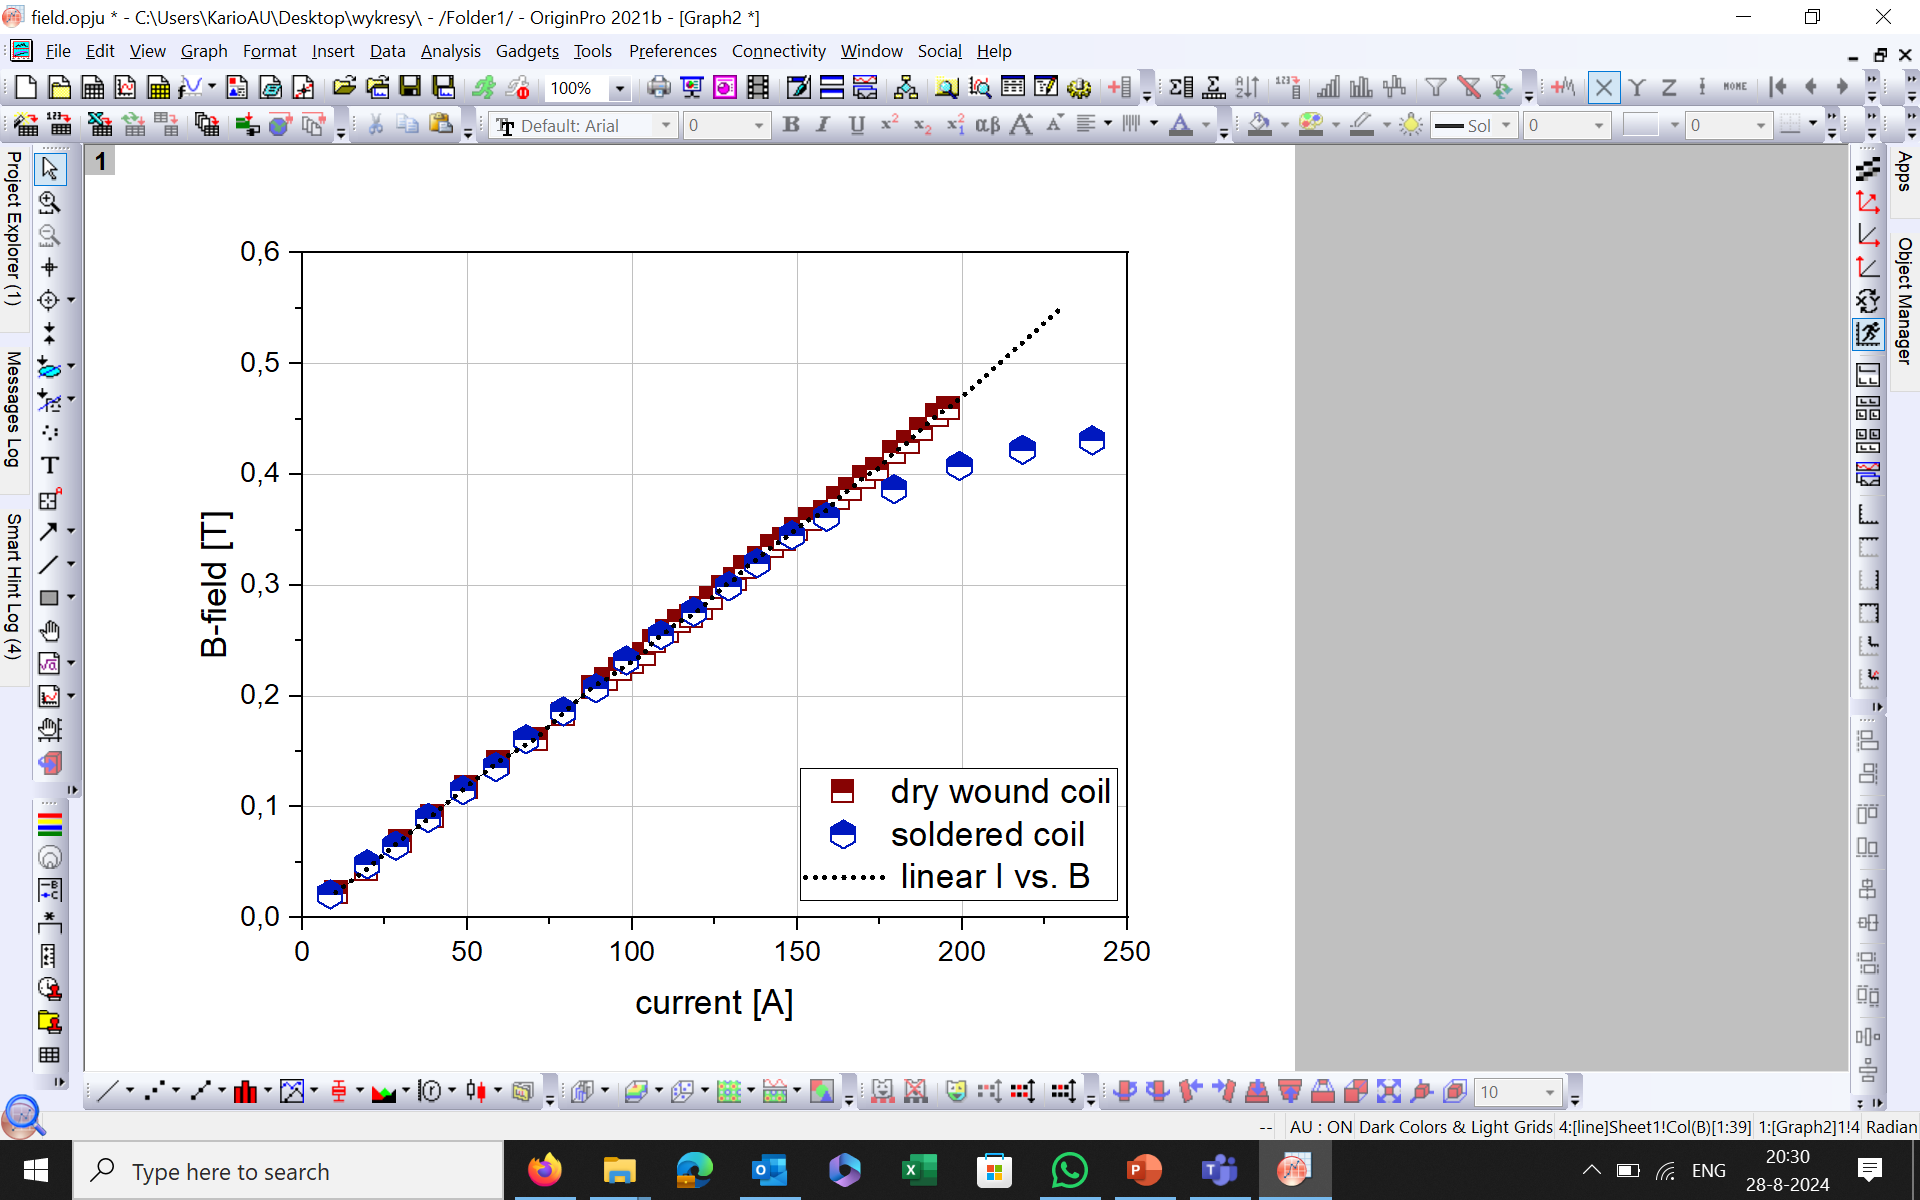 field.opju * - C:\Users\KarioAU\Desktop\wykresy\ - /Folder1/ - OriginPro 2021b - [Graph2 *]
File Edit View Graph Format Insert Data Analysis Gadgets Tools Preferences Connectivity Window Social Help
100%
HOME
Default: Arial 0 B I U αβ A A A Sol 0 0
Project Explorer (1)
Messages Log
Smart Hint Log (4)
Apps
Object Manager
1
0,6
0,5
0,4
0,3
0,2
0,1
0,0
B-field [T]
dry wound coil
soldered coil
linear I vs. B
0 50 100 150 200 250
current [A]
10
-- AU : ON Dark Colors & Light Grids 4:[line]Sheet1!Col(B)[1:39] 1:[Graph2]1!4 Radian
Type here to search
ENG
20:30
28-8-2024